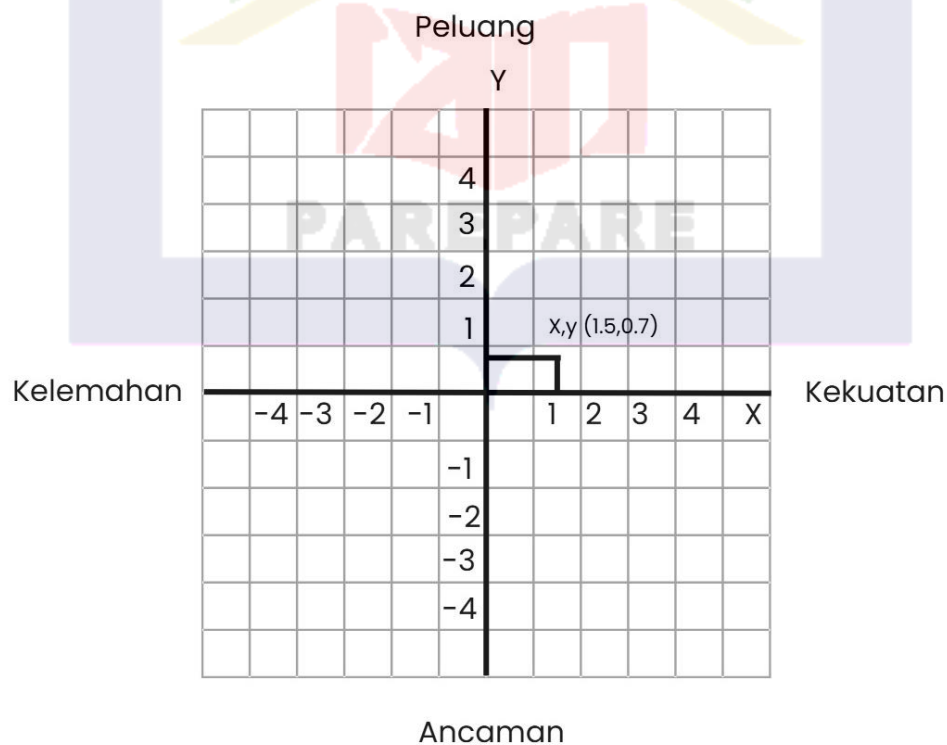 Peluang
Y
4
3
2
1
X,y (1.5,0.7)
Kelemahan
Kekuatan
-4 -3 -2 -1 1 2 3 4 X
-1
-2
-3
-4
Ancaman
PAREPARE